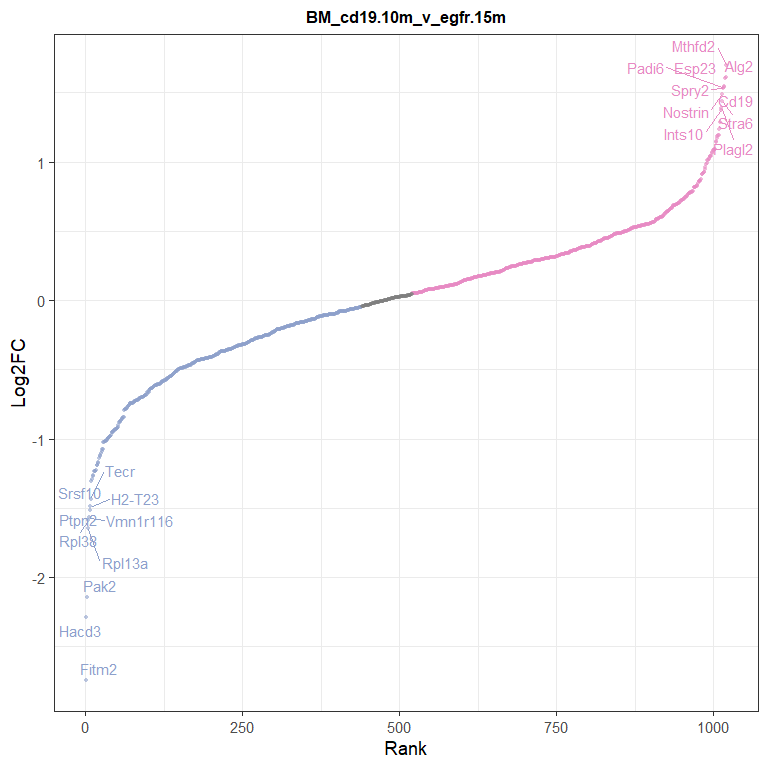 BM_cd19.10m_v_egfr.15m
Mthfd2
Padi6 Esp23 Alg2
Spry2
Cd19
Nostrin
Stra6
Ints10
Plagl2
1
0
Log2FC
-1
Tecr
Srsf10
H2-T23
Ptpn2 Vmn1r116
Rpl38
Rpl13a
-2
Pak2
Hacd3
Fitm2
0 250 500 750 1000
Rank